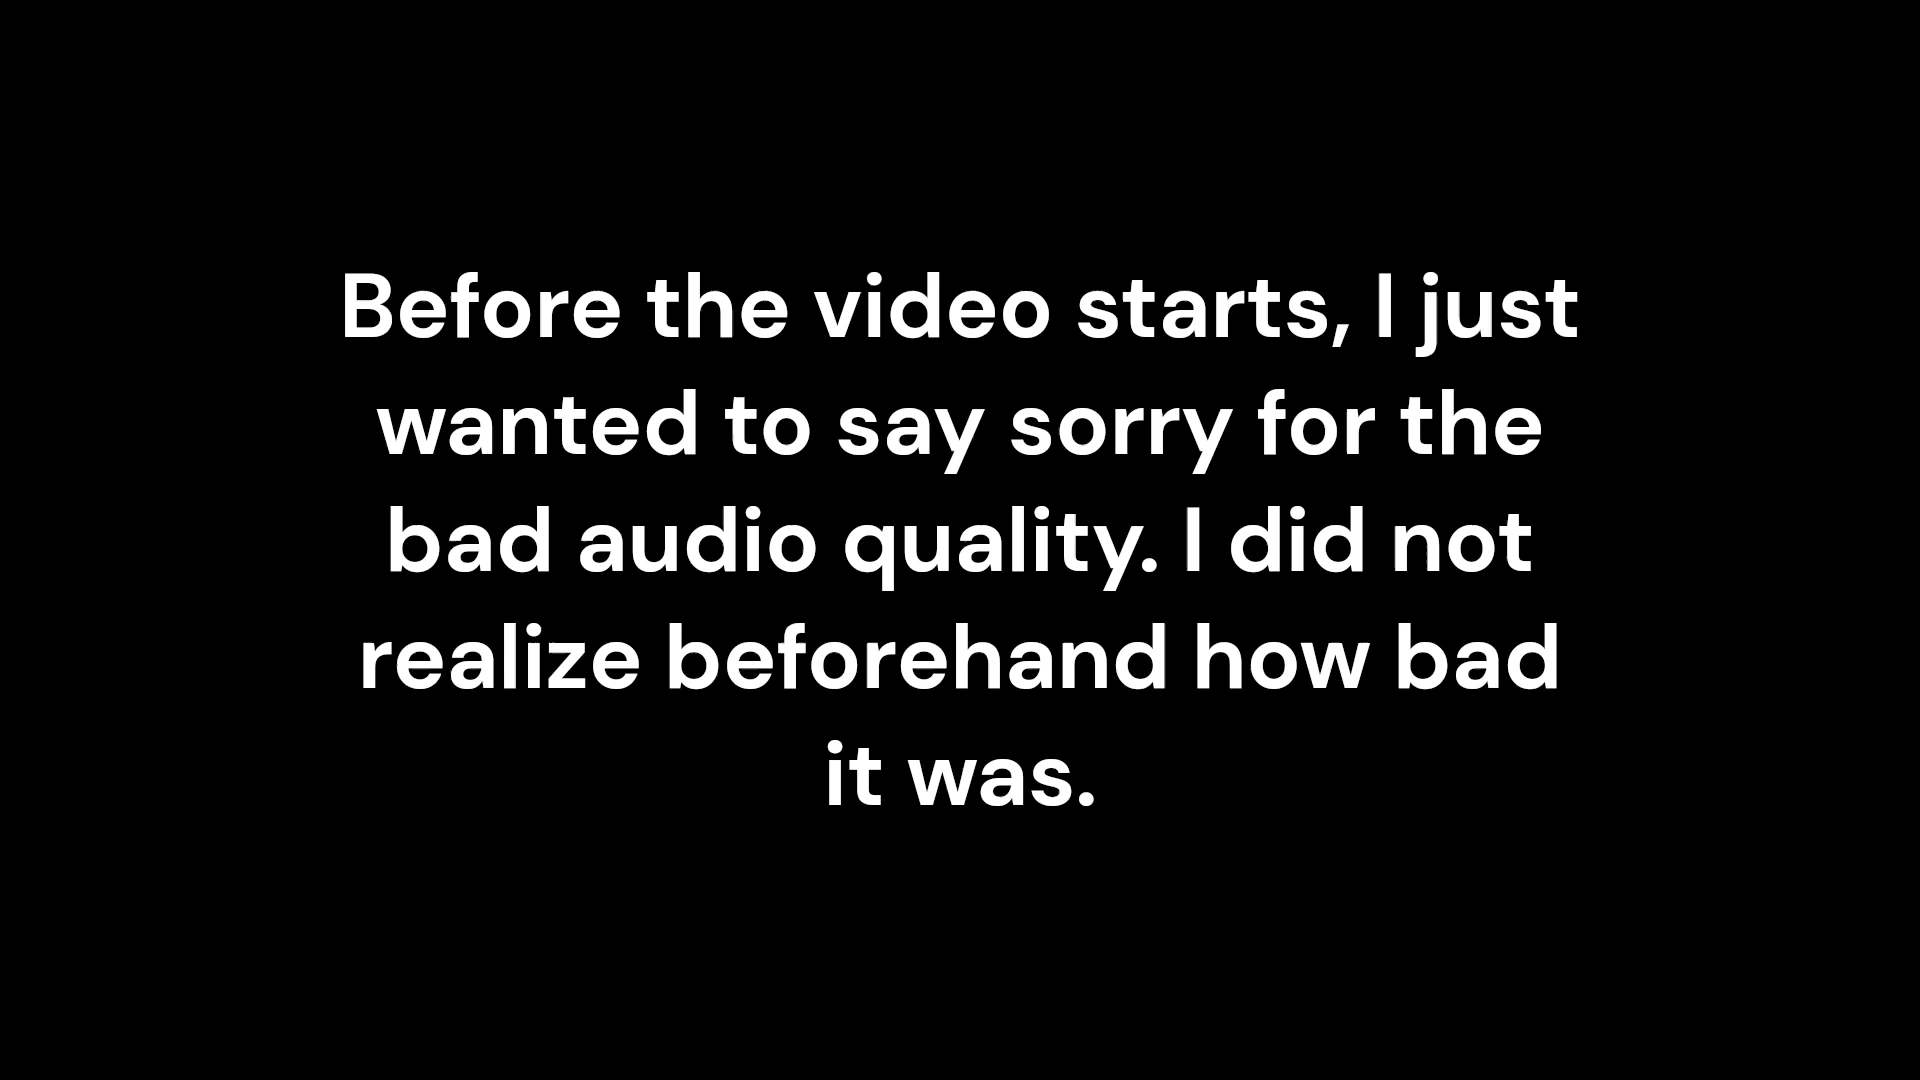 Before the video starts, I just
wanted to say sorry for the
bad audio quality. I did not
realize beforehand how bad
it was.